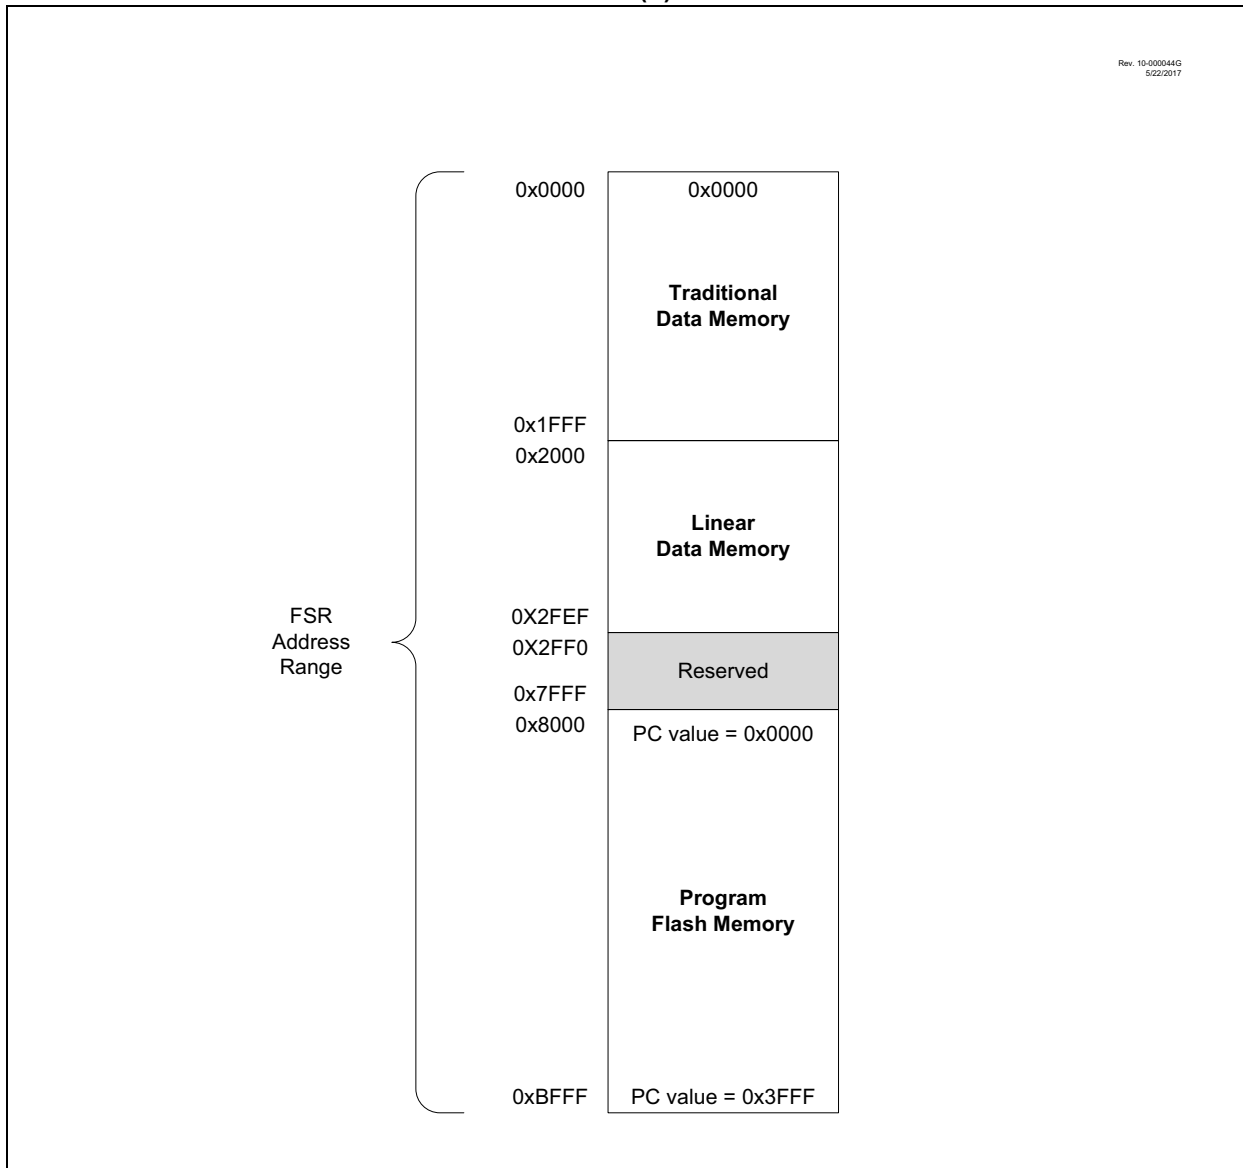 Rev. 10-000044G
5/22/2017
0x0000
0x0000
Traditional
Data Memory
0x1FFF
0x2000
Linear
Data Memory
0X2FEF
0X2FF0
Reserved
FSR
Address
Range
0x7FFF
0x8000
PC value = 0x0000
Program
Flash Memory
0xBFFF
PC value = 0x3FFF